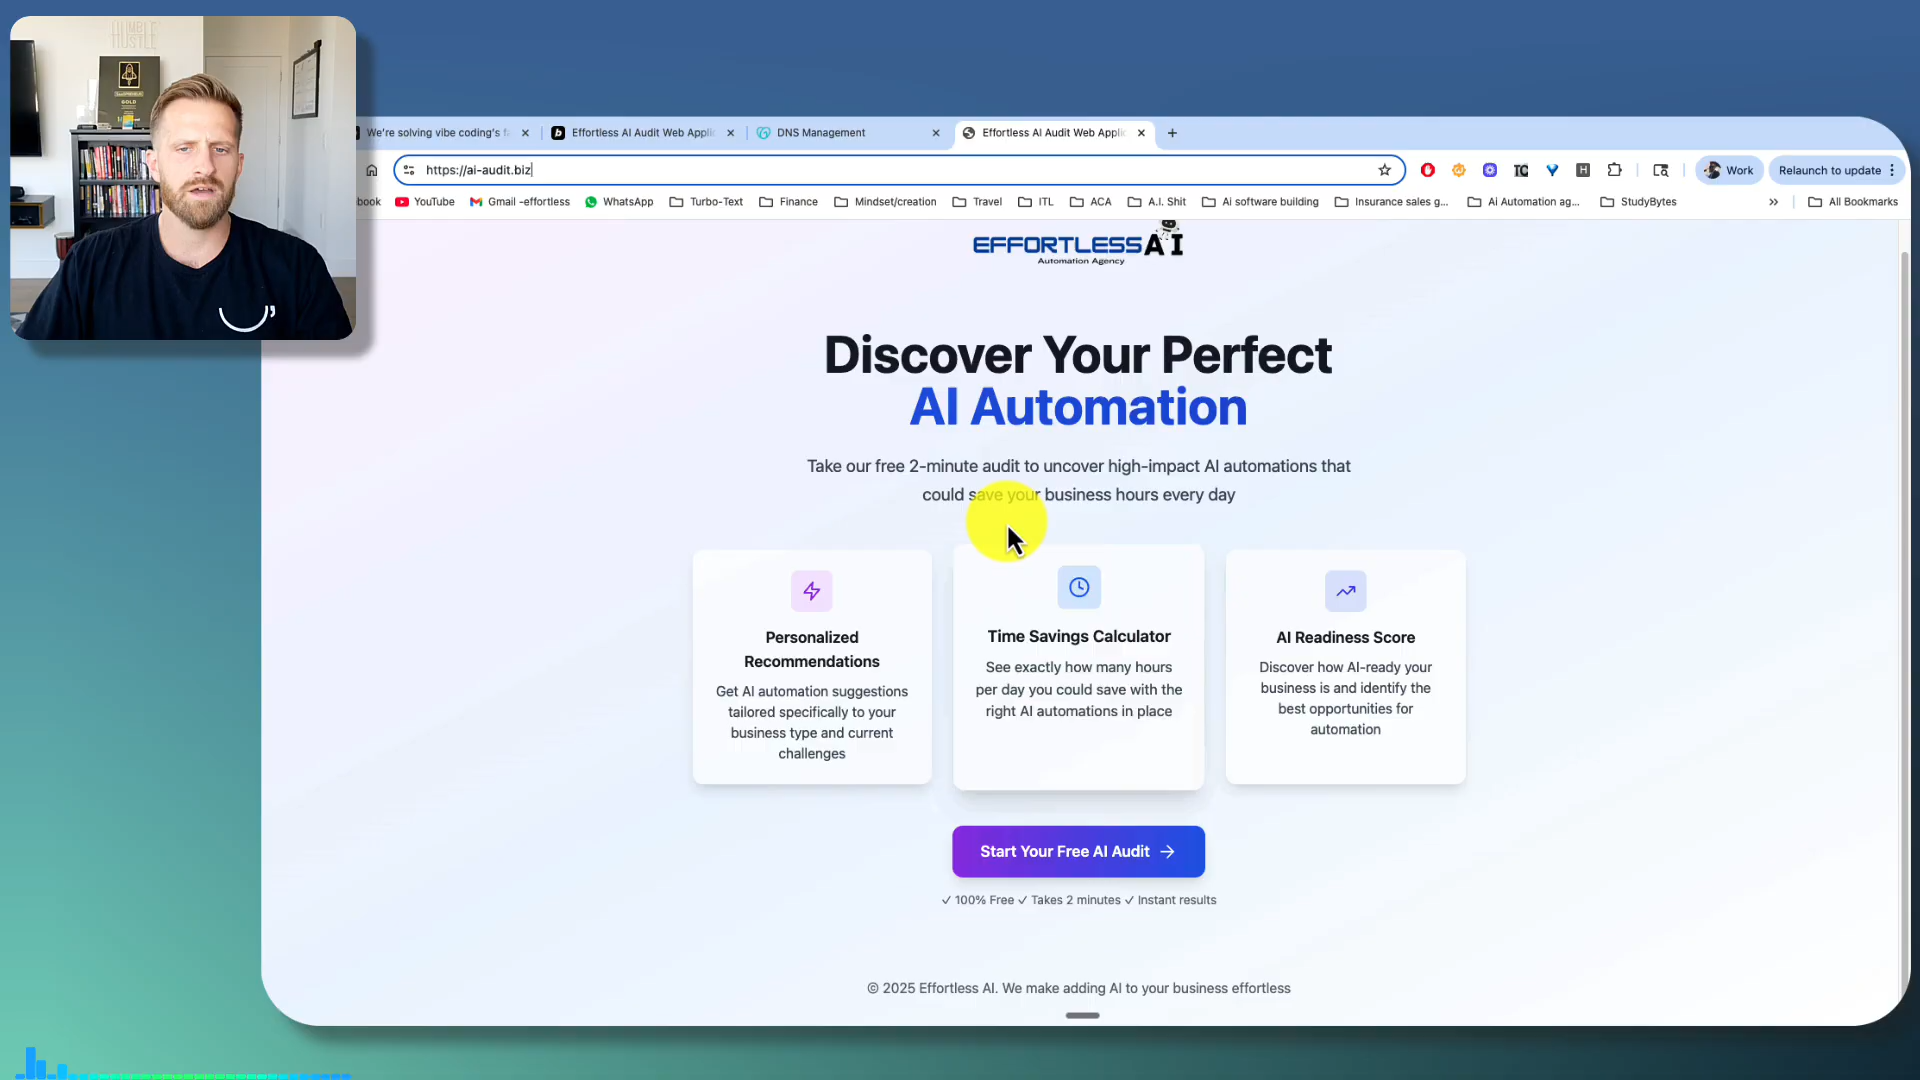 HUMBLE
HUSTLE
GOLD
We're solving vibe coding's f
Effortless AI Audit Web Applic
DNS Management
Effortless AI Audit Web Applic
https://ai-audit.biz
Work
Relaunch to update
book
YouTube
Gmail -effortless
WhatsApp
Turbo-Text
Finance
Mindset/creation
Travel
ITL
ACA
A.I. Shit
Ai software building
Insurance sales g...
Ai Automation ag...
StudyBytes
»
All Bookmarks
EFFORTLESS AI
Automation Agency
Discover Your Perfect
AI Automation
Take our free 2-minute audit to uncover high-impact AI automations that
could save your business hours every day
Personalized
Recommendations
Get AI automation suggestions
tailored specifically to your
business type and current
challenges
Time Savings Calculator
See exactly how many hours
per day you could save with the
right AI automations in place
AI Readiness Score
Discover how AI-ready your
business is and identify the
best opportunities for
automation
Start Your Free AI Audit →
✓ 100% Free ✓ Takes 2 minutes ✓ Instant results
© 2025 Effortless AI. We make adding AI to your business effortless